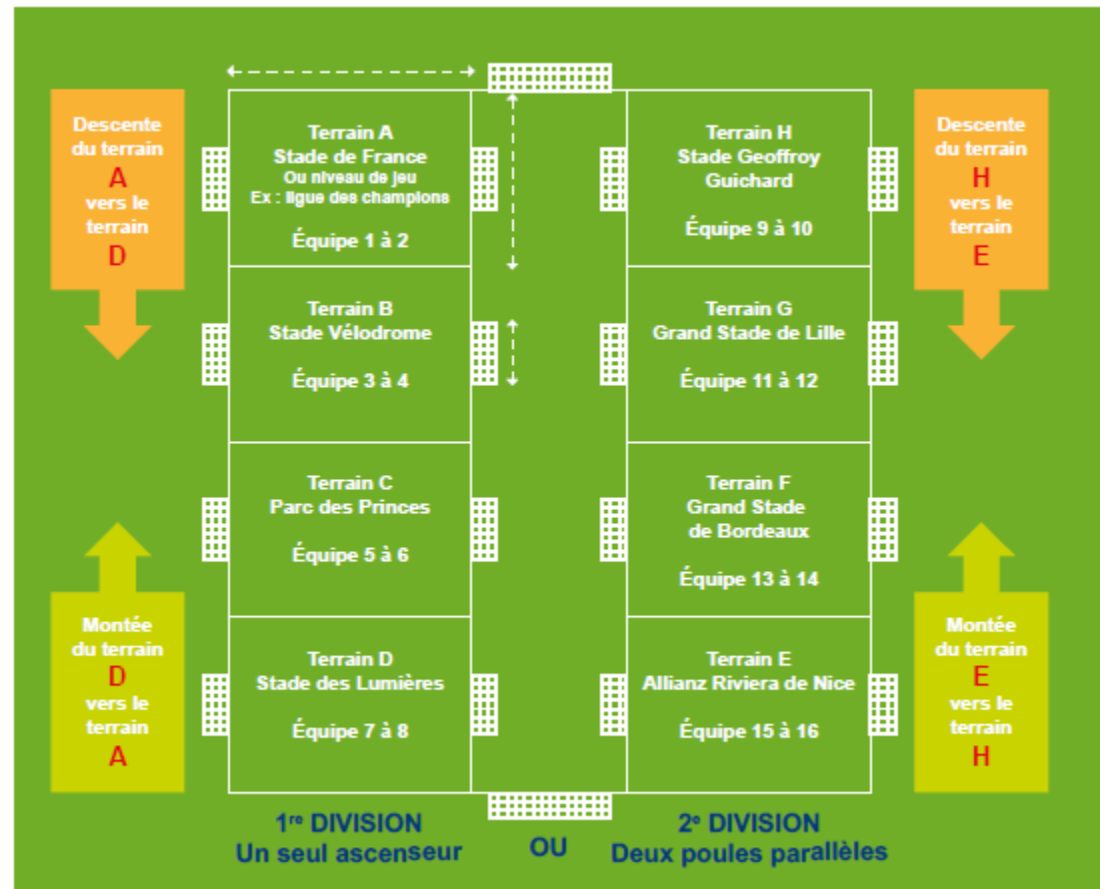 Descente
du terrain
A
vers le
terrain
D
Montée
du terrain
D
vers le
terrain
A
Terrain A
Stade de France
Ou niveau de jeu
Ex : ligue des champions
Équipe 1 à 2
Terrain B
Stade Vélodrome
Équipe 3 à 4
Terrain C
Parc des Princes
Équipe 5 à 6
Terrain D
Stade des Lumières
Équipe 7 à 8
Terrain H
Stade Geoffroy
Guichard
Équipe 9 à 10
Terrain G
Grand Stade de Lille
Équipe 11 à 12
Terrain F
Grand Stade
de Bordeaux
Équipe 13 à 14
Terrain E
Allianz Riviera de Nice
Équipe 15 à 16
Descente
du terrain
H
vers le
terrain
E
Montée
du terrain
E
vers le
terrain
H
1re DIVISION
Un seul ascenseur
OU
2e DIVISION
Deux poules parallèles